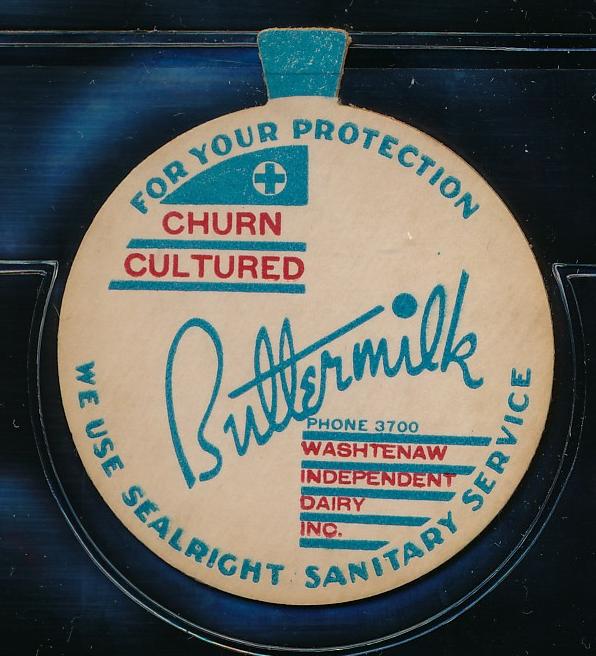 FOR YOUR PROTECTION
CHURN
CULTURED
Buttermilk
PHONE 3700
WASHTENAW
INDEPENDENT
DAIRY
INC.
WE USE SEALRIGHT SANITARY SERVICE